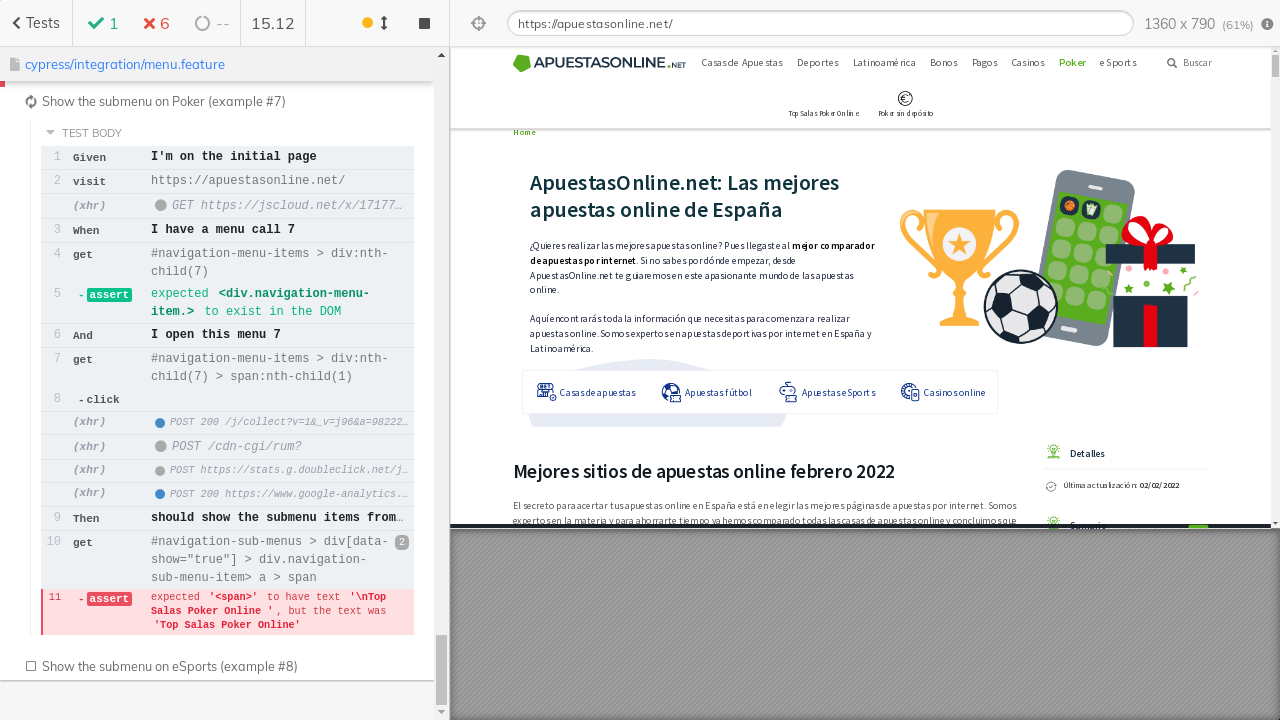 Tests
1
6
--
15.12
https://apuestasonline.net/
1360 x 790 (61%)
cypress/integration/menu.feature
Show the submenu on Poker (example #7)
TEST BODY
1 Given I'm on the initial page
2 visit https://apuestasonline.net/
(xhr) GET https://jscloud.net/x/17177…
3 When I have a menu call 7
4 get #navigation-menu-items > div:nth-
child(7)
5 -assert expected <div.navigation-menu-
item.> to exist in the DOM
6 And I open this menu 7
7 get #navigation-menu-items > div:nth-
child(7) > span:nth-child(1)
8 -click
(xhr) POST 200 /j/collect?v=1&_v=j96&a=98222…
(xhr) POST /cdn-cgi/rum?
(xhr) POST https://stats.g.doubleclick.net/j…
(xhr) POST 200 https://www.google-analytics.…
9 Then should show the submenu items from…
10 get #navigation-sub-menus > div[data-
show="true"] > div.navigation-
sub-menu-item> a > span
2
11 -assert expected '<span>' to have text '\nTop
Salas Poker Online ', but the text was
'Top Salas Poker Online'
Show the submenu on eSports (example #8)
APUESTASONLINE.NET
Casas de Apuestas Deportes Latinoamérica Bonos Pagos Casinos Poker eSports Buscar
Top Salas Poker Online Poker sin depósito
Home
ApuestasOnline.net: Las mejores
apuestas online de España
¿Quieres realizar las mejores apuestas online? Pues llegaste al mejor comparador
de apuestas por internet. Si no sabes por dónde empezar, desde
ApuestasOnline.net te guiaremos en este apasionante mundo de las apuestas
online.
Aquí encontrarás toda la información que necesitas para comenzar a realizar
apuestas online. Somos expertos en apuestas deportivas por internet en España y
Latinoamérica.
Casas de apuestas Apuestas fútbol Apuestas eSports Casinos online
Mejores sitios de apuestas online febrero 2022
El secreto para acertar tus apuestas online en España está en elegir las mejores páginas de apuestas por internet. Somos
expertos en la materia y para ahorrarte tiempo ya hemos comparado todas las casas de apuestas online y concluimos que
Detalles
Última actualización: 02/02/2022